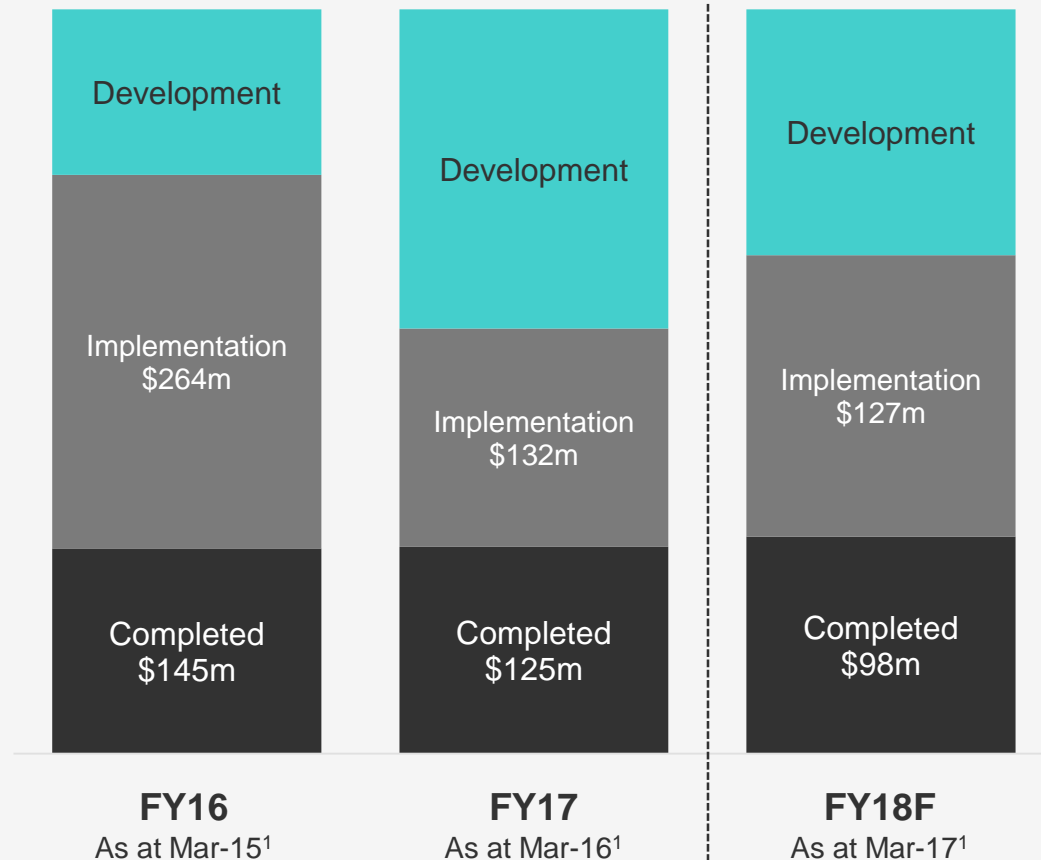 Development
Implementation
$264m
Completed
$145m
FY16
As at Mar-15¹
Development
Implementation
$132m
Completed
$125m
FY17
As at Mar-16¹
Development
Implementation
$127m
Completed
$98m
FY18F
As at Mar-17¹